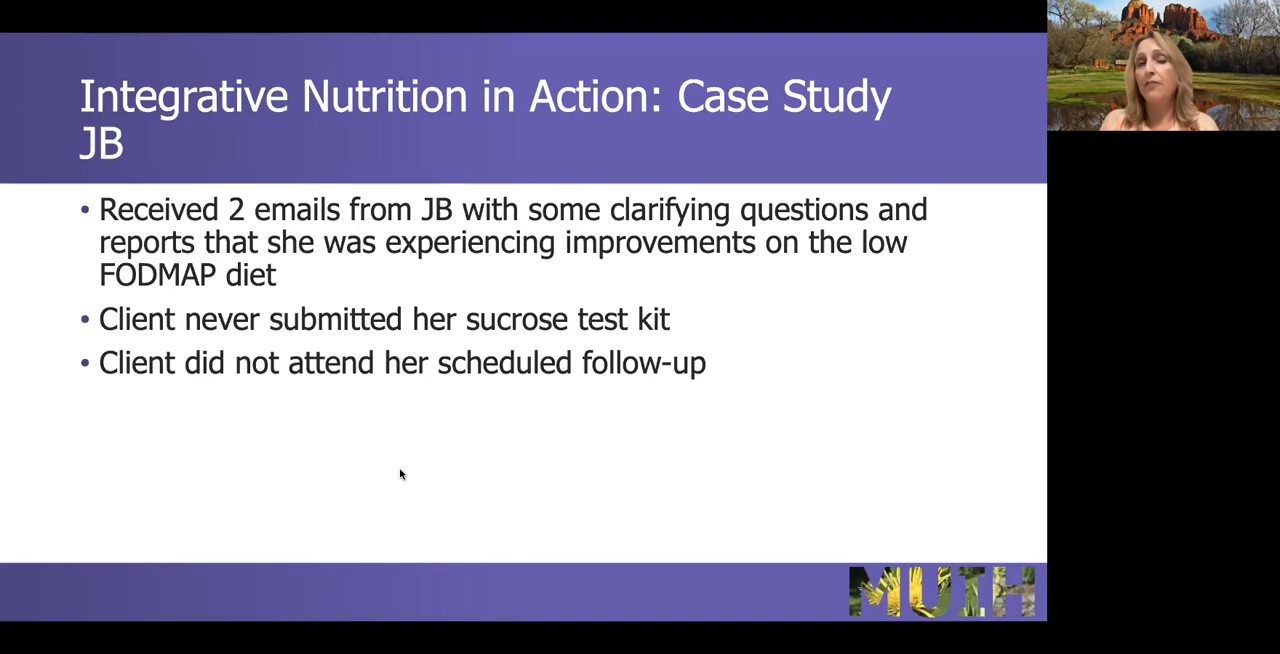 Integrative Nutrition in Action: Case Study
JB
• Received 2 emails from JB with some clarifying questions and
reports that she was experiencing improvements on the low
FODMAP diet
• Client never submitted her sucrose test kit
• Client did not attend her scheduled follow-up
MUIH